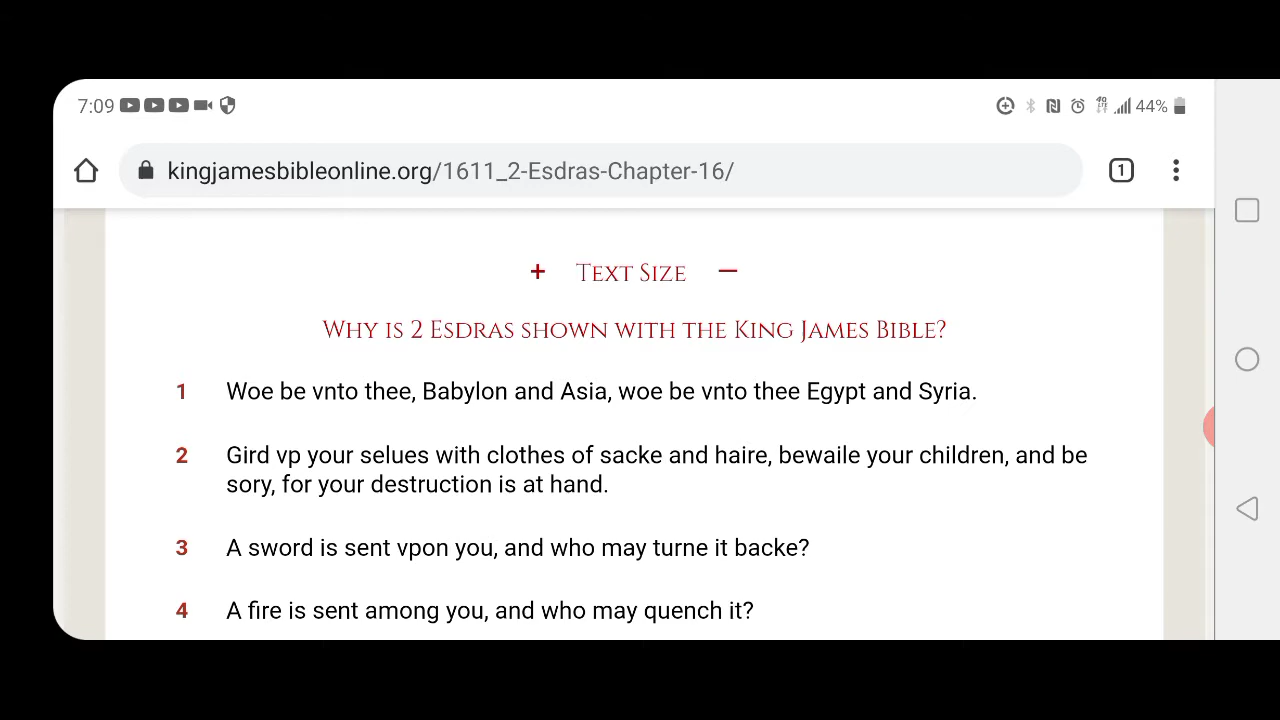 7:09 44%
kingjamesbibleonline.org/1611_2-Esdras-Chapter-16/ 1
+ Text Size −
Why is 2 Esdras shown with the King James Bible?
1 Woe be vnto thee, Babylon and Asia, woe be vnto thee Egypt and Syria.
2 Gird vp your selues with clothes of sacke and haire, bewaile your children, and be
sory, for your destruction is at hand.
3 A sword is sent vpon you, and who may turne it backe?
4 A fire is sent among you, and who may quench it?